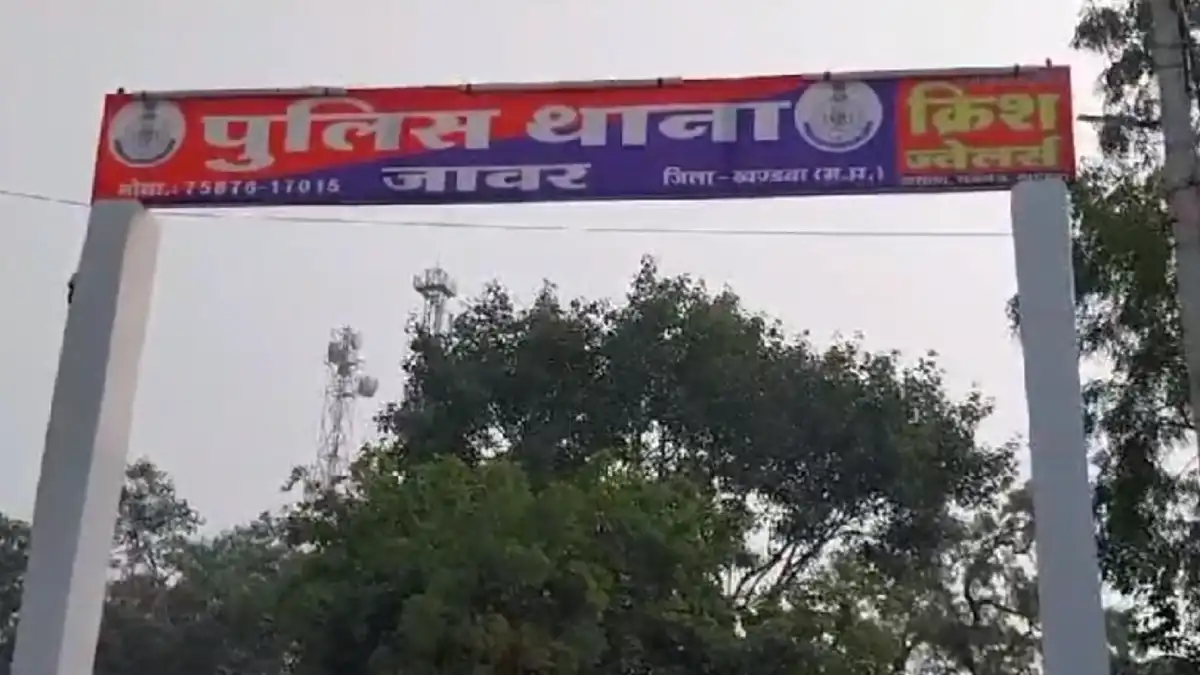 पुलिस थाना
जावर
मोबा.: 75876-17015
जिला - खण्डवा (म.प्र.)
क्रिश
ज्वेलर्स